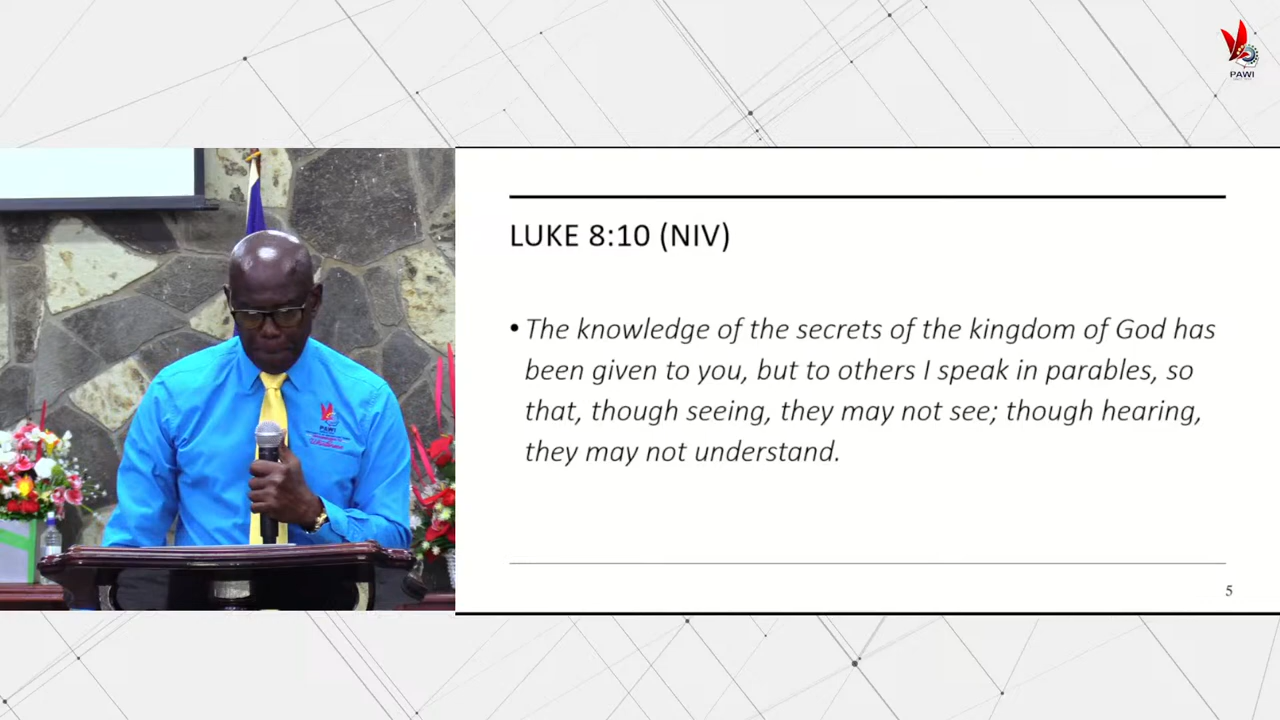 PAWI
LUKE 8:10 (NIV)
• The knowledge of the secrets of the kingdom of God has
been given to you, but to others I speak in parables, so
that, though seeing, they may not see; though hearing,
they may not understand.
PAWI
5